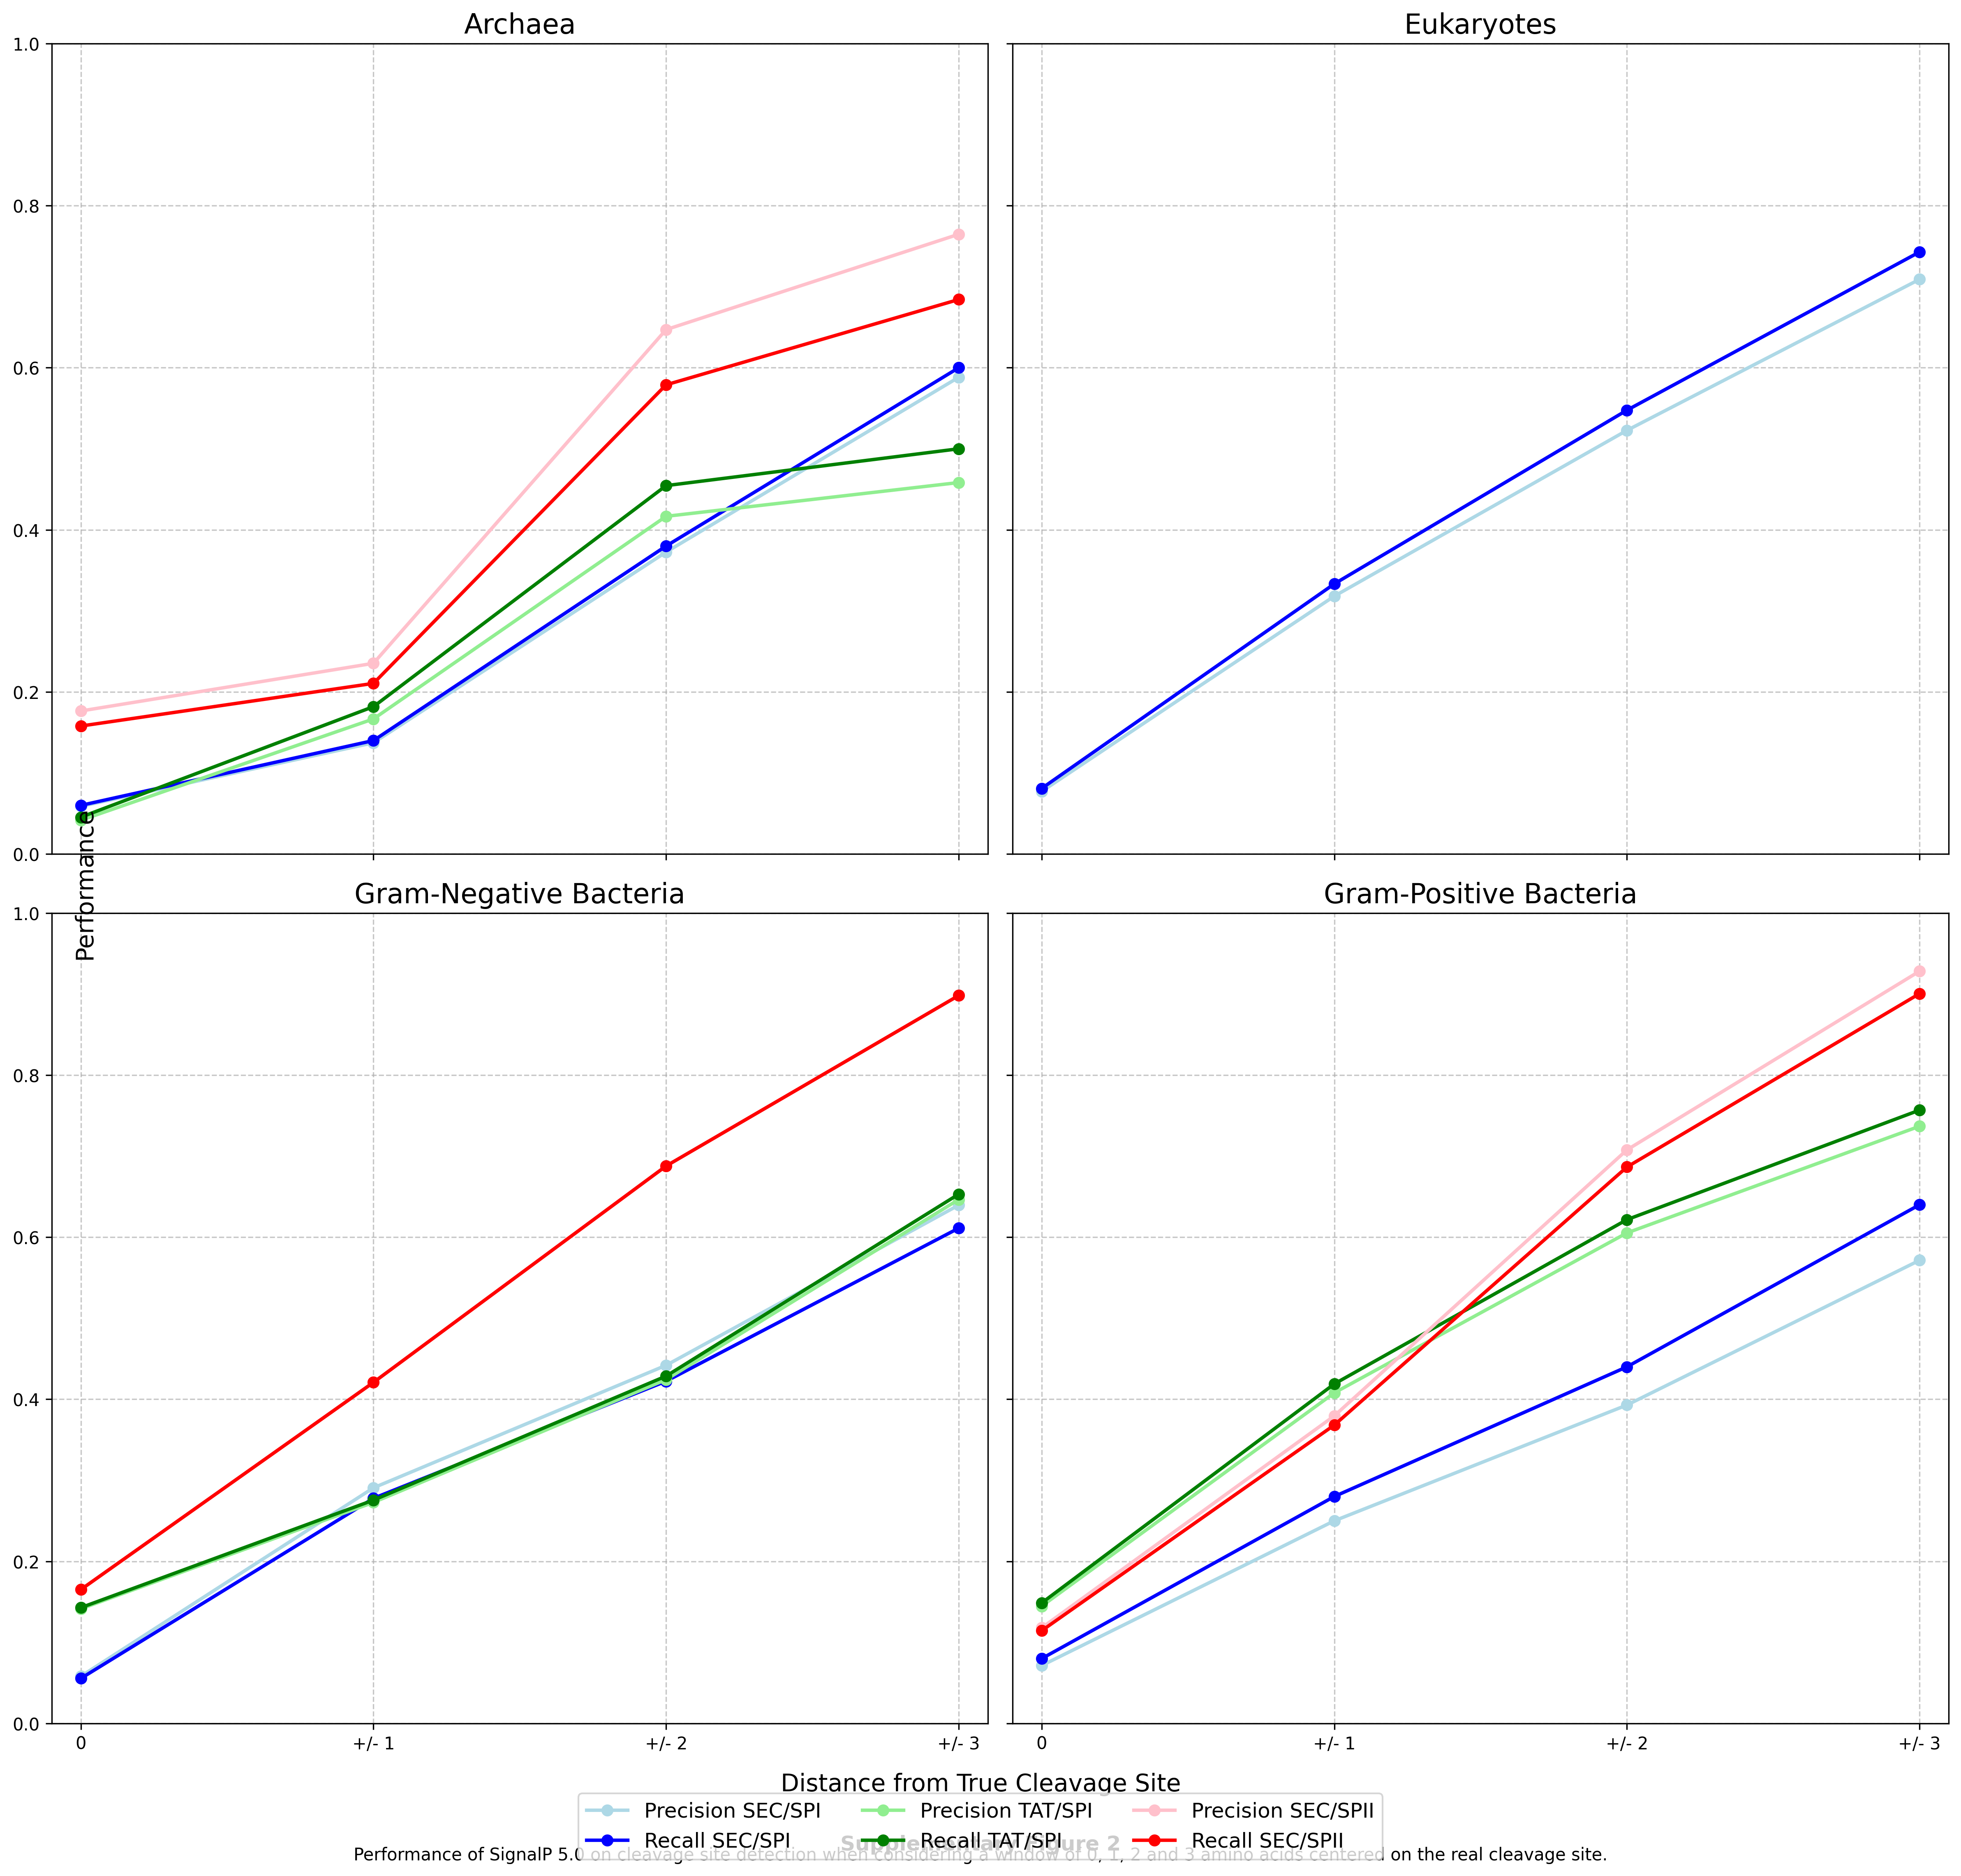 Archaea
Eukaryotes
1.0
0.8
0.6
0.4
0.2
0.0
Performance
Gram-Negative Bacteria
Gram-Positive Bacteria
1.0
0.8
0.6
0.4
0.2
0.0
0 +/- 1 +/- 2 +/- 3
0 +/- 1 +/- 2 +/- 3
Distance from True Cleavage Site
Precision SEC/SPI Precision TAT/SPI Precision SEC/SPII
Recall SEC/SPI Recall TAT/SPI Recall SEC/SPII
Supplementary Figure 2
Performance of SignalP 5.0 on cleavage site detection when considering a window of 0, 1, 2 and 3 amino acids centered on the real cleavage site.